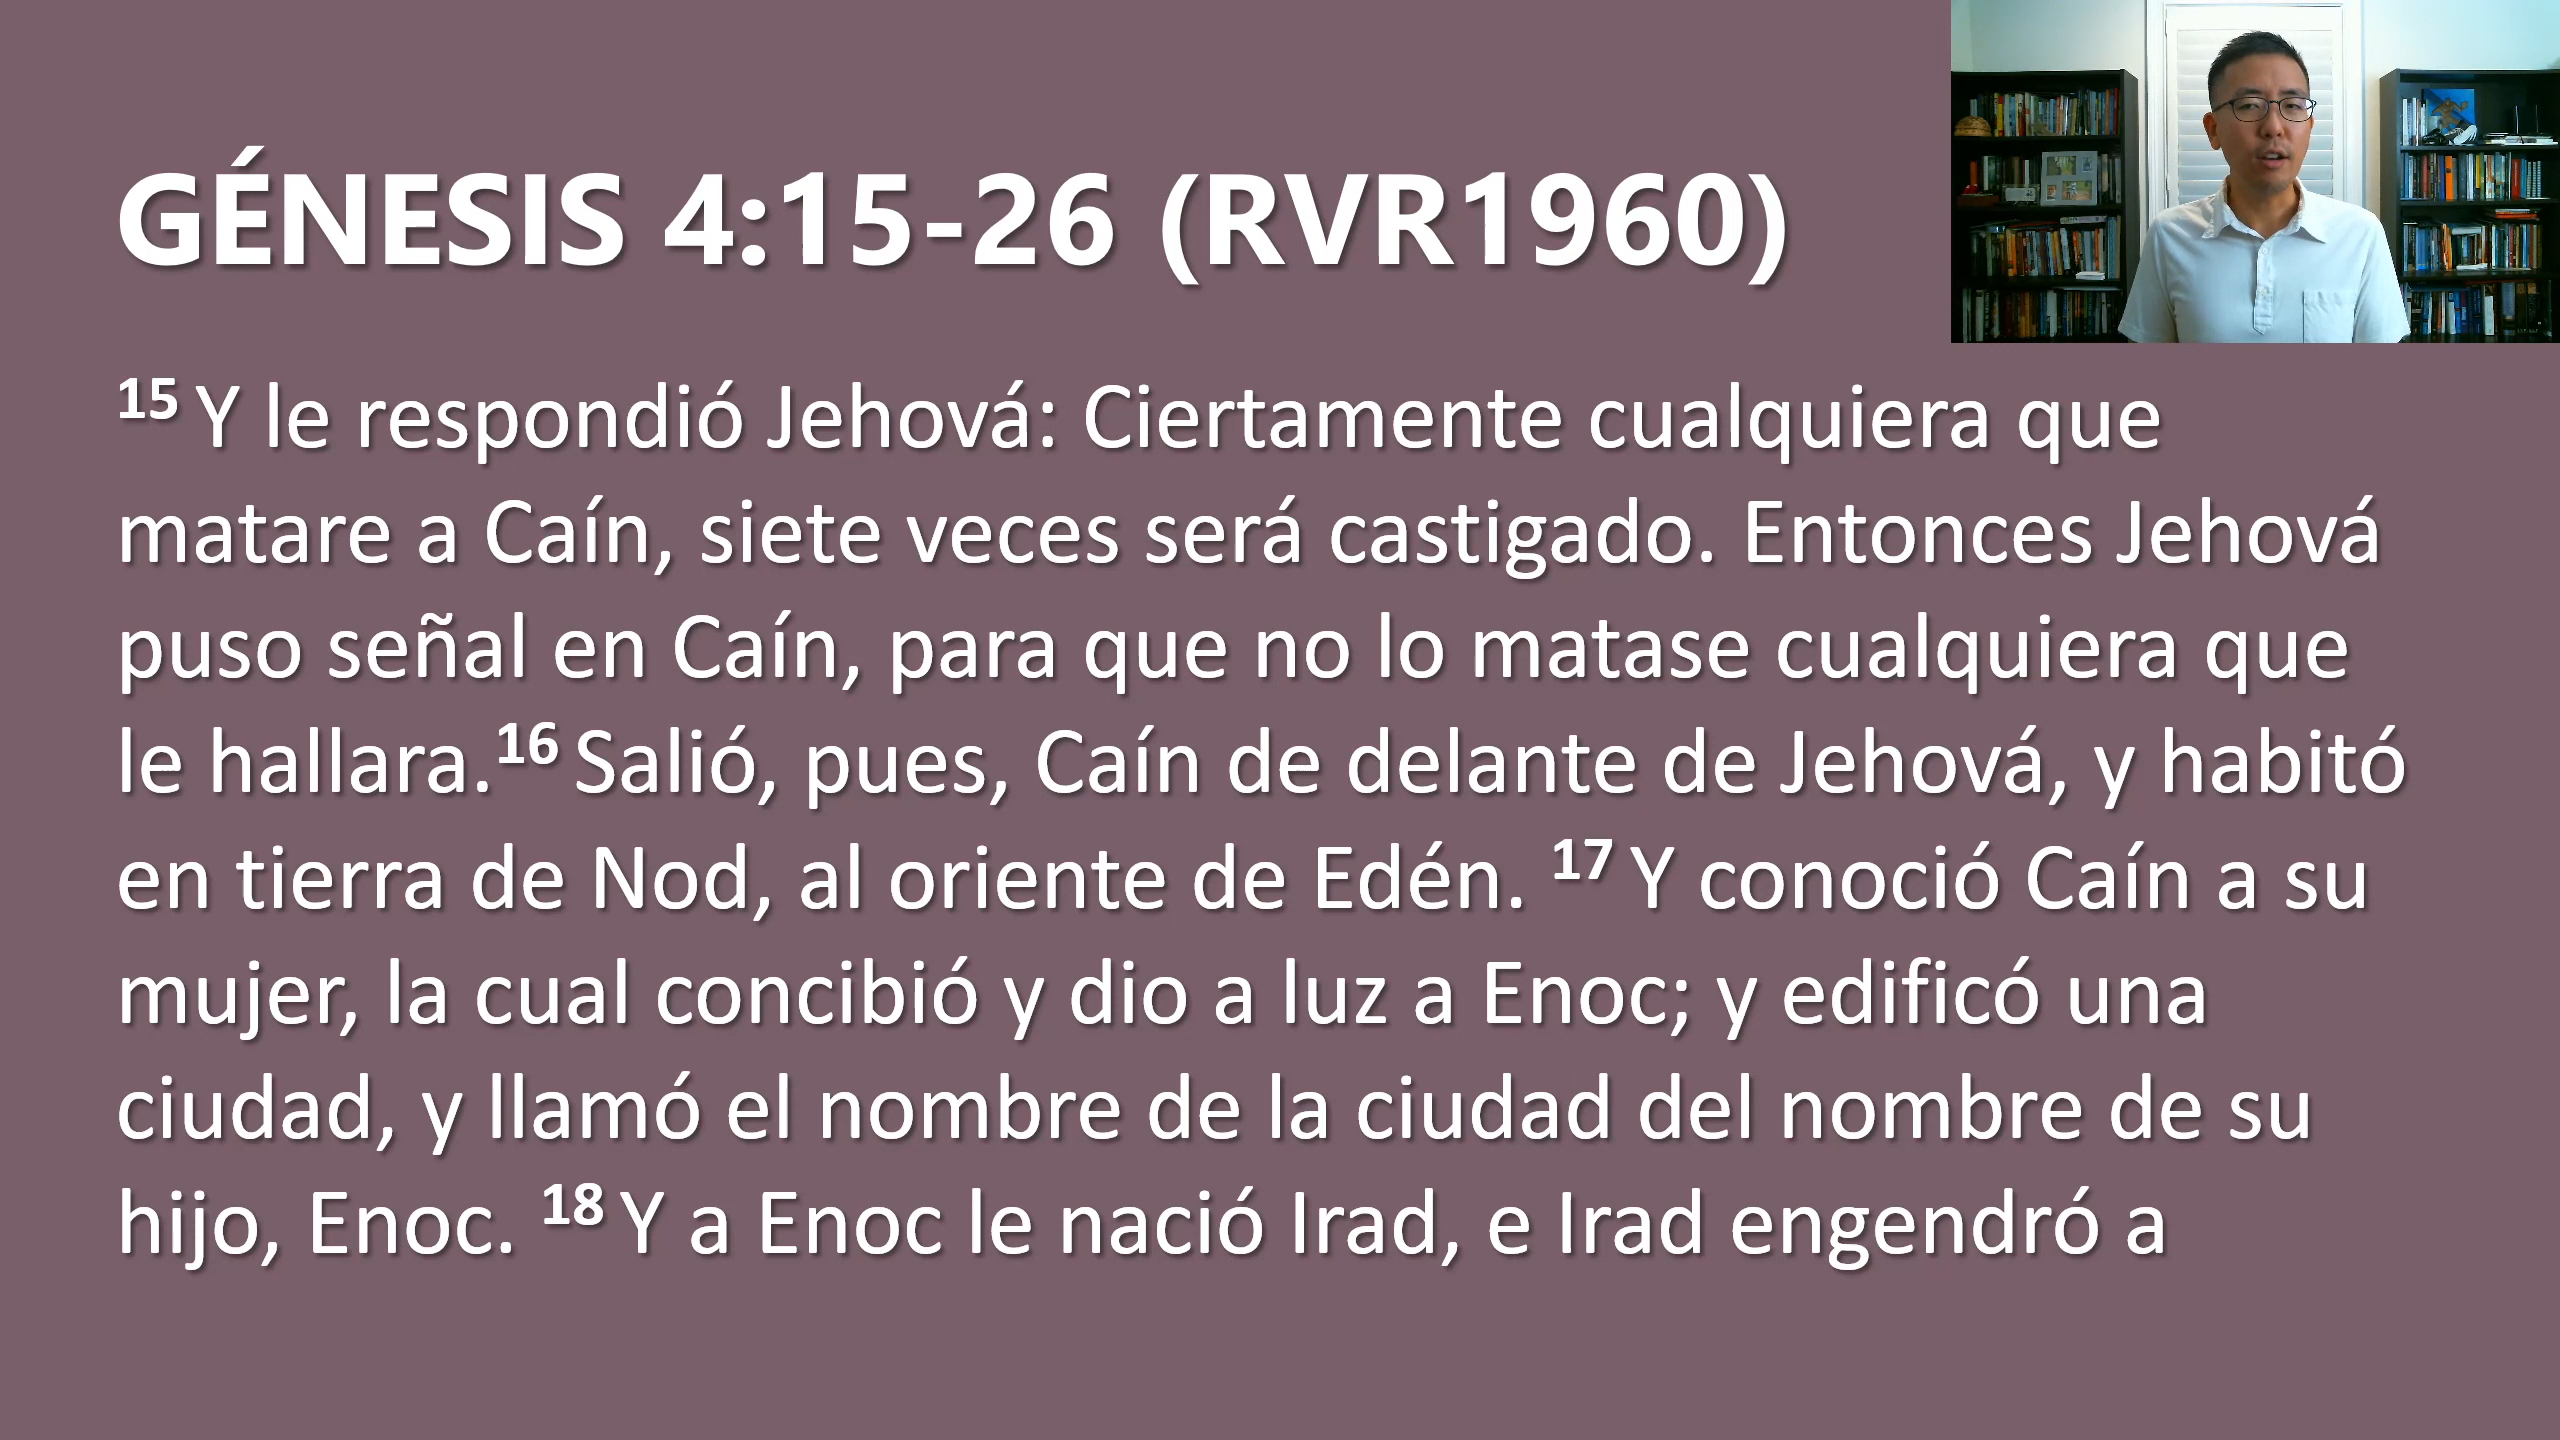 GÉNESIS 4:15-26 (RVR1960)
15 Y le respondió Jehová: Ciertamente cualquiera que
matare a Caín, siete veces será castigado. Entonces Jehová
puso señal en Caín, para que no lo matase cualquiera que
le hallara.16 Salió, pues, Caín de delante de Jehová, y habitó
en tierra de Nod, al oriente de Edén. 17 Y conoció Caín a su
mujer, la cual concibió y dio a luz a Enoc; y edificó una
ciudad, y llamó el nombre de la ciudad del nombre de su
hijo, Enoc. 18 Y a Enoc le nació Irad, e Irad engendró a